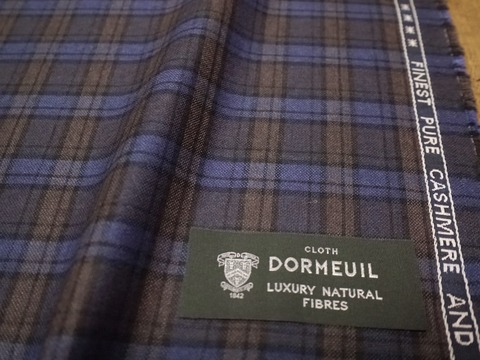 ★★★★ FINEST PURE CASHMERE AND
CLOTH
DORMEUIL
LUXURY NATURAL
FIBRES
1842